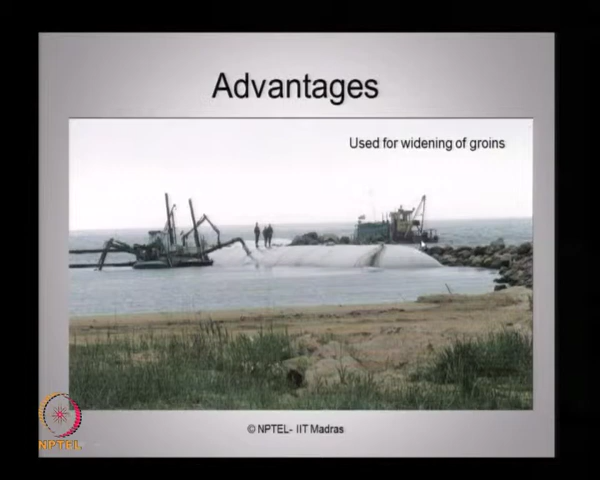 Advantages
Used for widening of groins
© NPTEL- IIT Madras
NPTEL